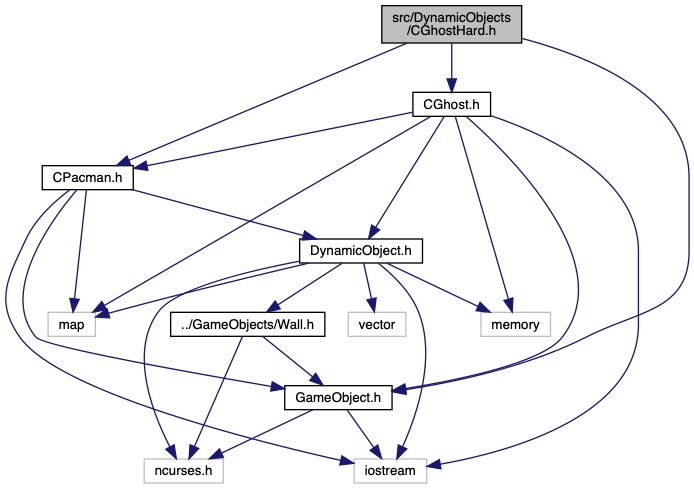 src/DynamicObjects
/CGhostHard.h
CGhost.h
CPacman.h
DynamicObject.h
map
../GameObjects/Wall.h
vector
memory
GameObject.h
ncurses.h
iostream